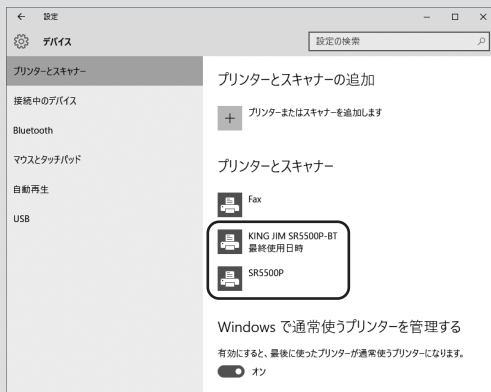 設定
デバイス
設定の検索
プリンターとスキャナー
接続中のデバイス
Bluetooth
マウスとタッチパッド
自動再生
USB
プリンターとスキャナーの追加
プリンターまたはスキャナーを追加します
プリンターとスキャナー
Fax
KING JIM SR5500P-BT
最終使用日時
SR5500P
Windows で通常使うプリンターを管理する
有効にすると、最後に使ったプリンターが通常使うプリンターになります。
オン